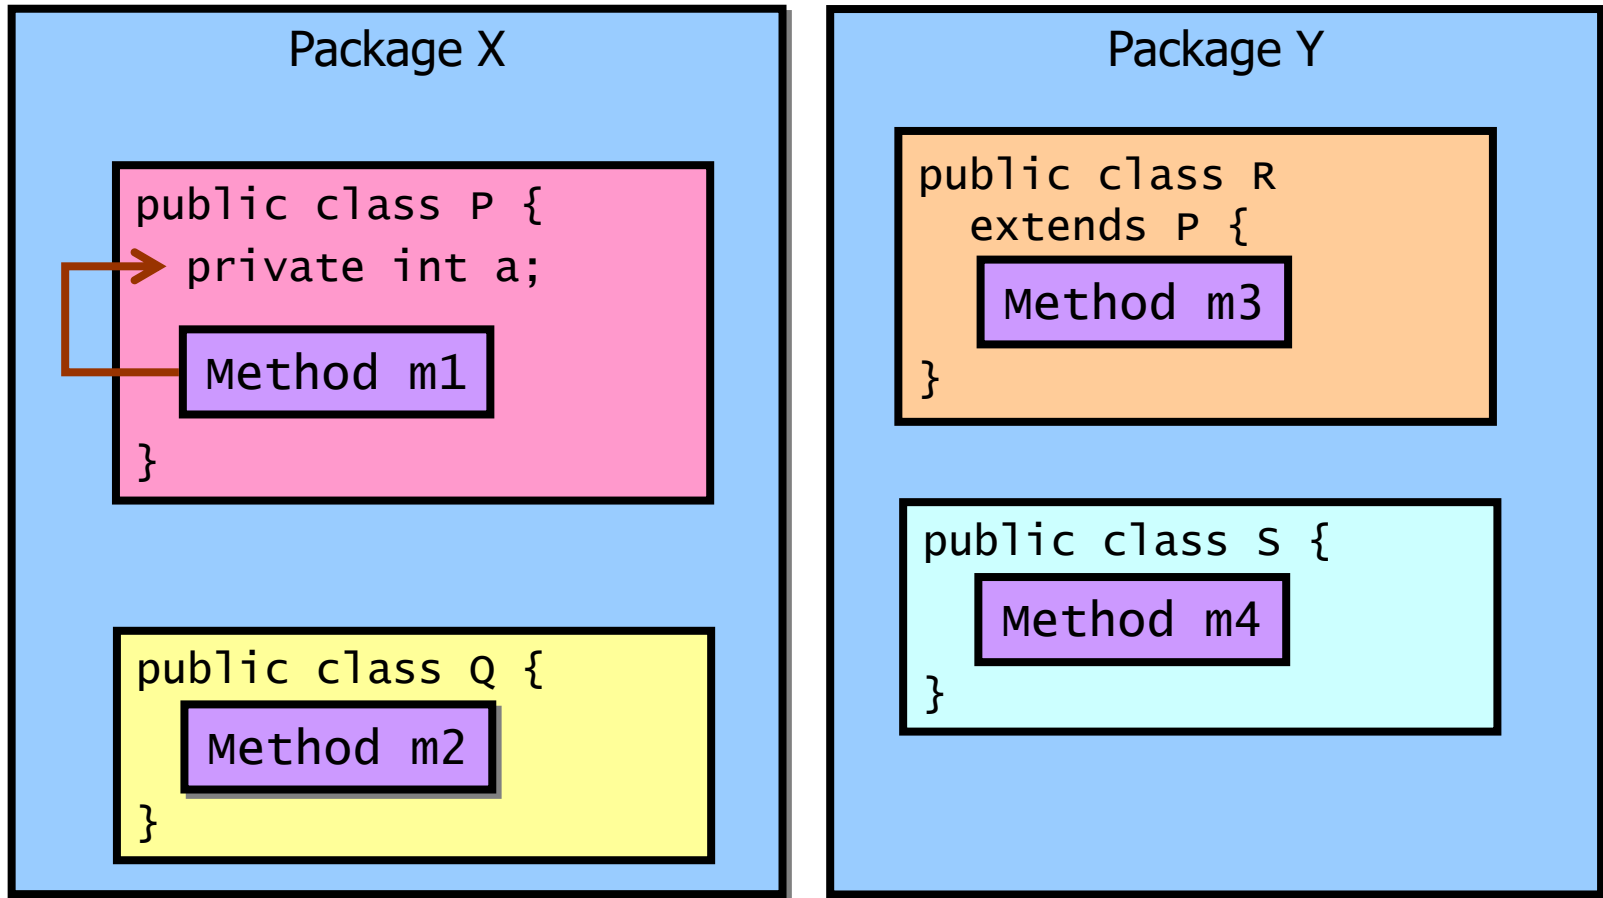 Package X
public class P {
private int a;
Method m1
}
public class Q {
Method m2
}
Package Y
public class R
extends P {
Method m3
}
public class S {
Method m4
}